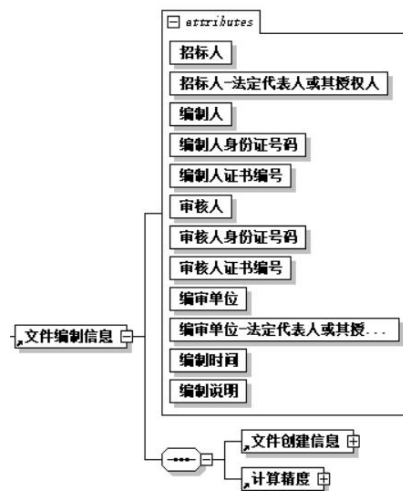 attributes
招标人
招标人-法定代表人或其授权人
编制人
编制人身份证号码
编制人证书编号
审核人
审核人身份证号码
审核人证书编号
编审单位
编审单位-法定代表人或其授...
编制时间
编制说明
文件编制信息
文件创建信息
计算精度